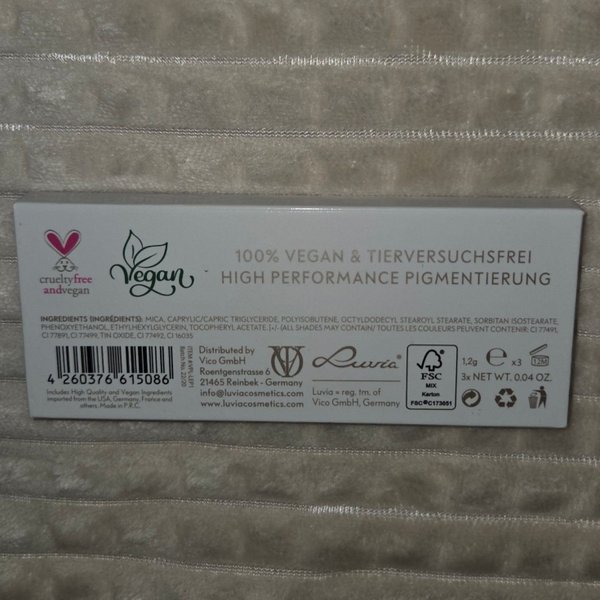 crueltyfree
andvegan
Vegan
100% VEGAN & TIERVERSUCHSFREI
HIGH PERFORMANCE PIGMENTIERUNG
INGREDIENTS (INGRÉDIENTS): MICA, CAPRYLIC/CAPRIC TRIGLYCERIDE, POLYISOBUTENE, OCTYLDODECYL STEAROYL STEARATE, SORBITAN ISOSTEARATE,
PHENOXYETHANOL, ETHYLHEXYLGLYCERIN, TOCOPHERYL ACETATE. [+/- (ALL SHADES MAY CONTAIN/ TOUTES LES COULEURS PEUVENT CONTENIR: CI 77491,
CI 77891, CI 77499, TIN OXIDE, CI 77492, CI 16035
4 260376 615086
Includes High Quality and Vegan Ingredients
imported from the USA, Germany, France and
others. Made in P.R.C.
Distributed by
Vico GmbH
Roentgenstrasse 6
21465 Reinbek - Germany
info@luviacosmetics.com
www.luviacosmetics.com
Luvia®
Luvia = reg. tm. of
Vico GmbH, Germany
FSC
MIX
Karton
FSC® C173651
1,2g e x3 12M
3x NET WT. 0.04 OZ.